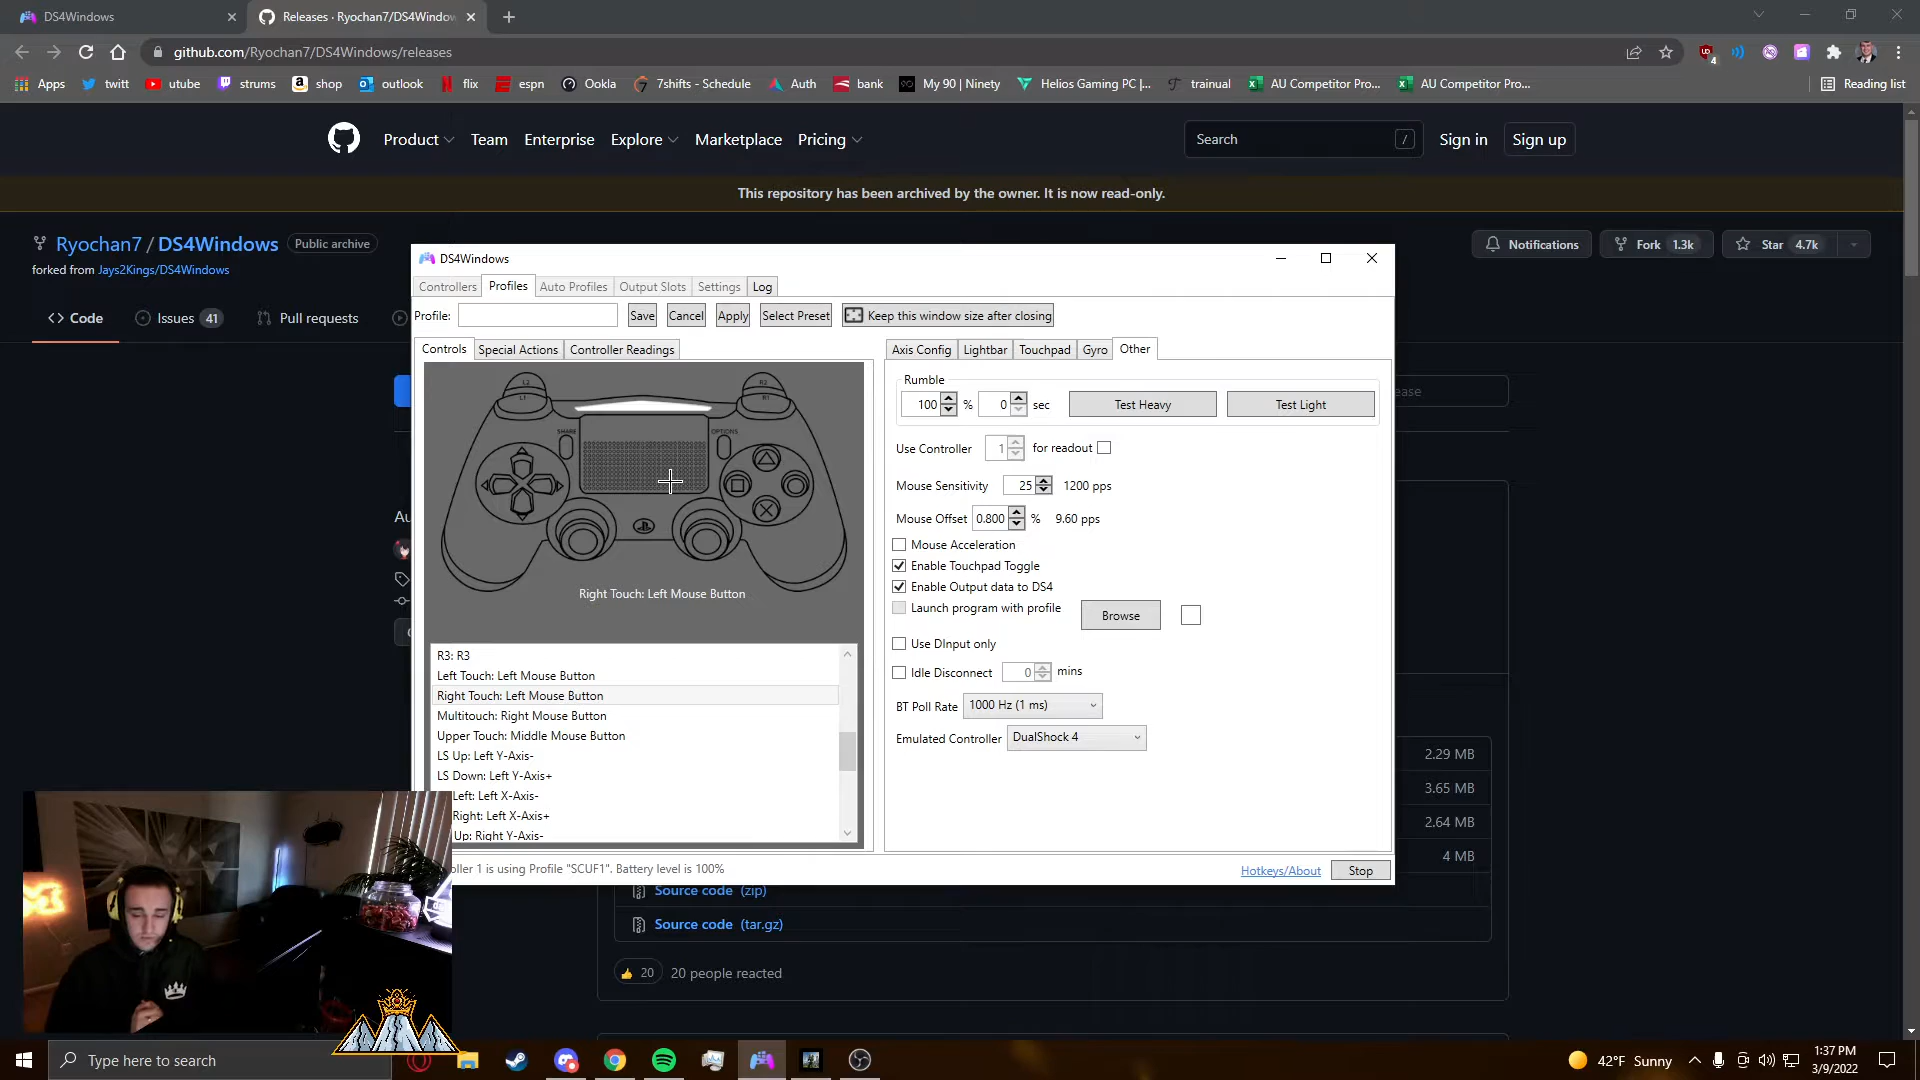 DS4Windows
Releases · Ryochan7/DS4Window
github.com/Ryochan7/DS4Windows/releases
4
Apps twitt utube strums shop outlook flix espn Ookla 7shifts - Schedule Auth bank My 90 | Ninety Helios Gaming PC |... trainual AU Competitor Pro... AU Competitor Pro... Reading list
Product Team Enterprise Explore Marketplace Pricing Search / Sign in Sign up
This repository has been archived by the owner. It is now read-only.
Ryochan7 / DS4Windows Public archive
Notifications Fork 1.3k Star 4.7k
forked from Jays2Kings/DS4Windows
<> Code Issues 41 Pull requests
DS4Windows
Controllers Profiles Auto Profiles Output Slots Settings Log
Profile: Save Cancel Apply Select Preset Keep this window size after closing
Controls Special Actions Controller Readings
Axis Config Lightbar Touchpad Gyro Other
L2
L1
R2
R1
SHARE
OPTIONS
Right Touch: Left Mouse Button
R3: R3
Left Touch: Left Mouse Button
Right Touch: Left Mouse Button
Multitouch: Right Mouse Button
Upper Touch: Middle Mouse Button
LS Up: Left Y-Axis-
LS Down: Left Y-Axis+
Left: Left X-Axis-
Right: Left X-Axis+
Up: Right Y-Axis-
Rumble
100 % 0 sec Test Heavy Test Light
Use Controller 1 for readout
Mouse Sensitivity 25 1200 pps
Mouse Offset 0.800 % 9.60 pps
Mouse Acceleration
Enable Touchpad Toggle
Enable Output data to DS4
Launch program with profile Browse
Use DInput only
Idle Disconnect 0 mins
BT Poll Rate 1000 Hz (1 ms)
Emulated Controller DualShock 4
oller 1 is using Profile "SCUF1". Battery level is 100%
Hotkeys/About Stop
ease
Au
2.29 MB
3.65 MB
2.64 MB
4 MB
Source code (zip)
Source code (tar.gz)
20 20 people reacted
Type here to search
42°F Sunny
1:37 PM
3/9/2022